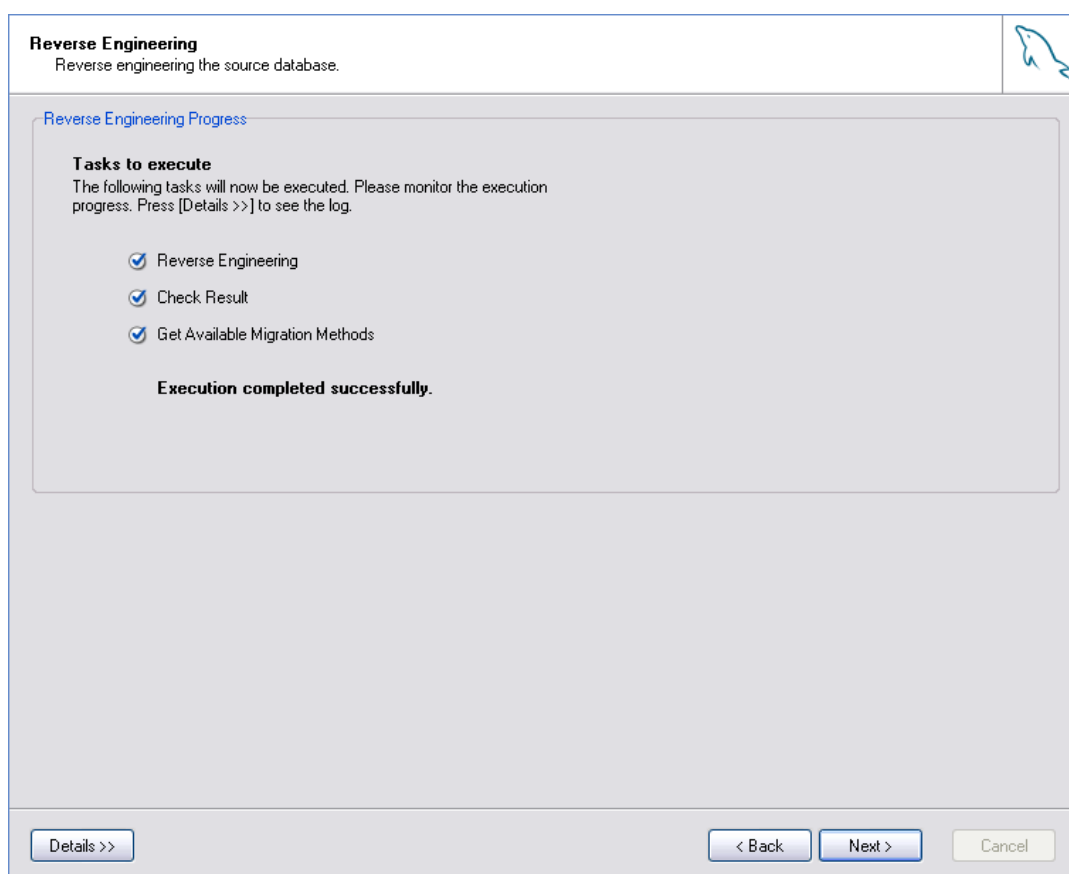 Reverse Engineering
Reverse engineering the source database.
Reverse Engineering Progress
Tasks to execute
The following tasks will now be executed. Please monitor the execution
progress. Press [Details >>] to see the log.
Reverse Engineering
Check Result
Get Available Migration Methods
Execution completed successfully.
Details >>
< Back
Next >
Cancel